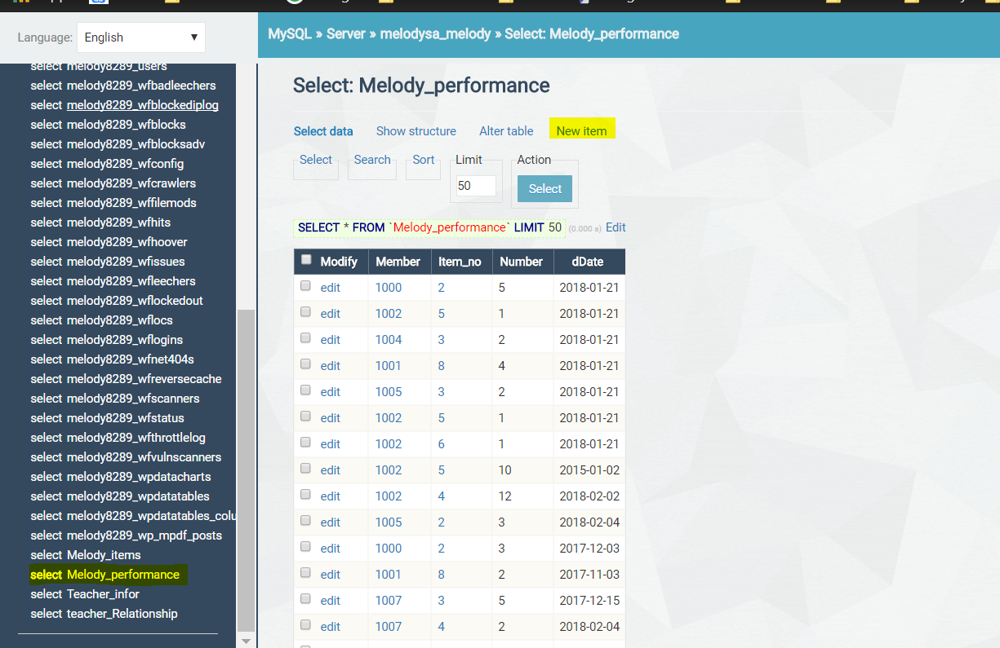 Language: English ▼
MySQL » Server » melodysa_melody » Select: Melody_performance
select melody8289_users
select melody8289_wfbadleechers
select melody8289_wfblockediplog
select melody8289_wfblocks
select melody8289_wfblocksadv
select melody8289_wfconfig
select melody8289_wfcrawlers
select melody8289_wffilemods
select melody8289_wfhits
select melody8289_wfhoover
select melody8289_wfissues
select melody8289_wfleechers
select melody8289_wflockedout
select melody8289_wflocs
select melody8289_wflogins
select melody8289_wfnet404s
select melody8289_wfreversecache
select melody8289_wfscanners
select melody8289_wfstatus
select melody8289_wfthrottlelog
select melody8289_wfvulnscanners
select melody8289_wpdatacharts
select melody8289_wpdatatables
select melody8289_wpdatatables_colu
select melody8289_wp_mpdf_posts
select Melody_items
select Melody_performance
select Teacher_infor
select teacher_Relationship
Select: Melody_performance
Select data Show structure Alter table New item
Select Search Sort Limit Action
50 Select
SELECT * FROM `Melody_performance` LIMIT 50 (0.000 s) Edit
Modify Member Item_no Number dDate
edit 1000 2 5 2018-01-21
edit 1002 5 1 2018-01-21
edit 1004 3 2 2018-01-21
edit 1001 8 4 2018-01-21
edit 1005 3 2 2018-01-21
edit 1002 5 1 2018-01-21
edit 1002 6 1 2018-01-21
edit 1002 5 10 2015-01-02
edit 1002 4 12 2018-02-02
edit 1005 2 3 2018-02-04
edit 1000 2 3 2017-12-03
edit 1001 8 2 2017-11-03
edit 1007 3 5 2017-12-15
edit 1007 4 2 2018-02-04